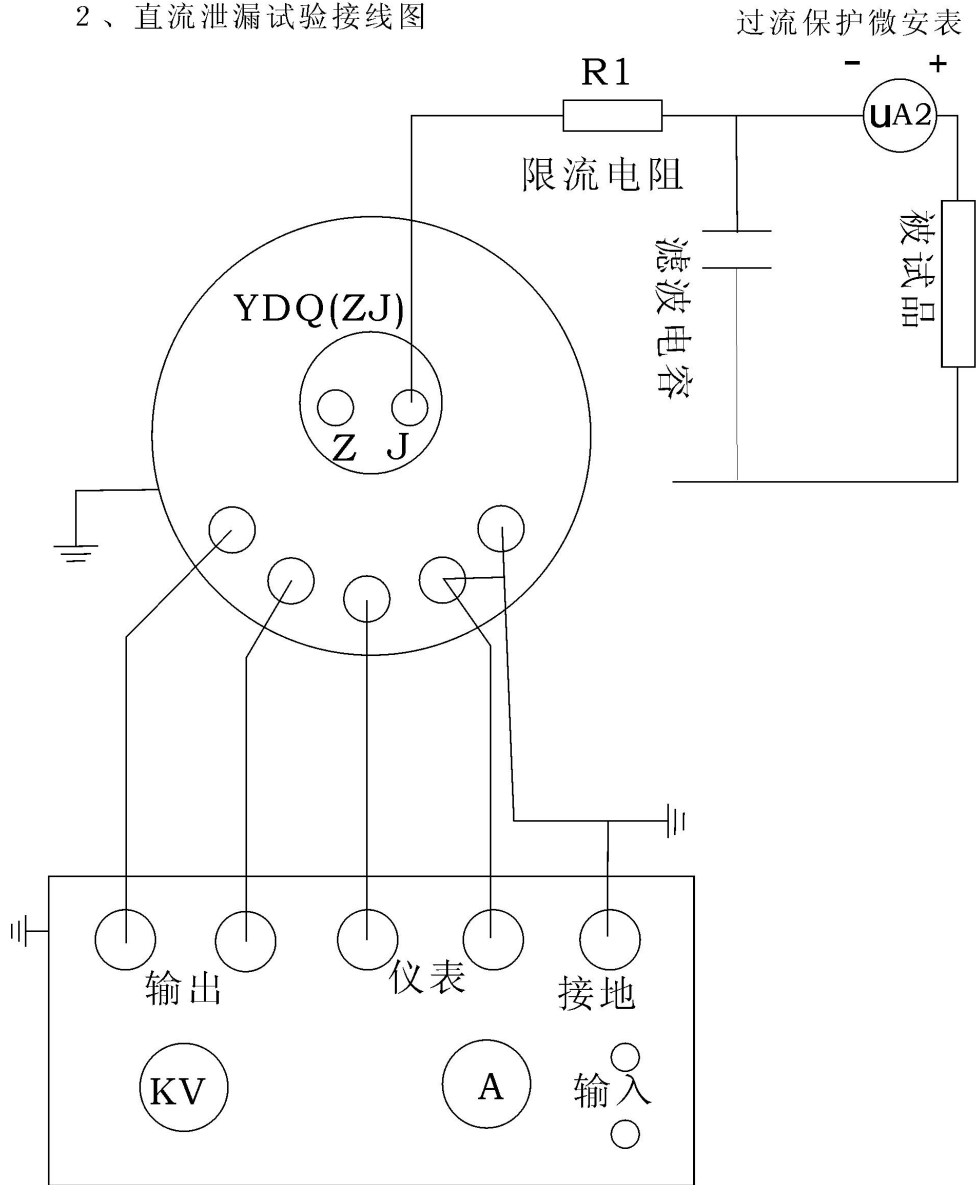 2、直流泄漏试验接线图
过流保护微安表
- +
R1
uA2
限流电阻
被试品
滤波电容
YDQ(ZJ)
Z J
输出
仪表
接地
KV
A
输入